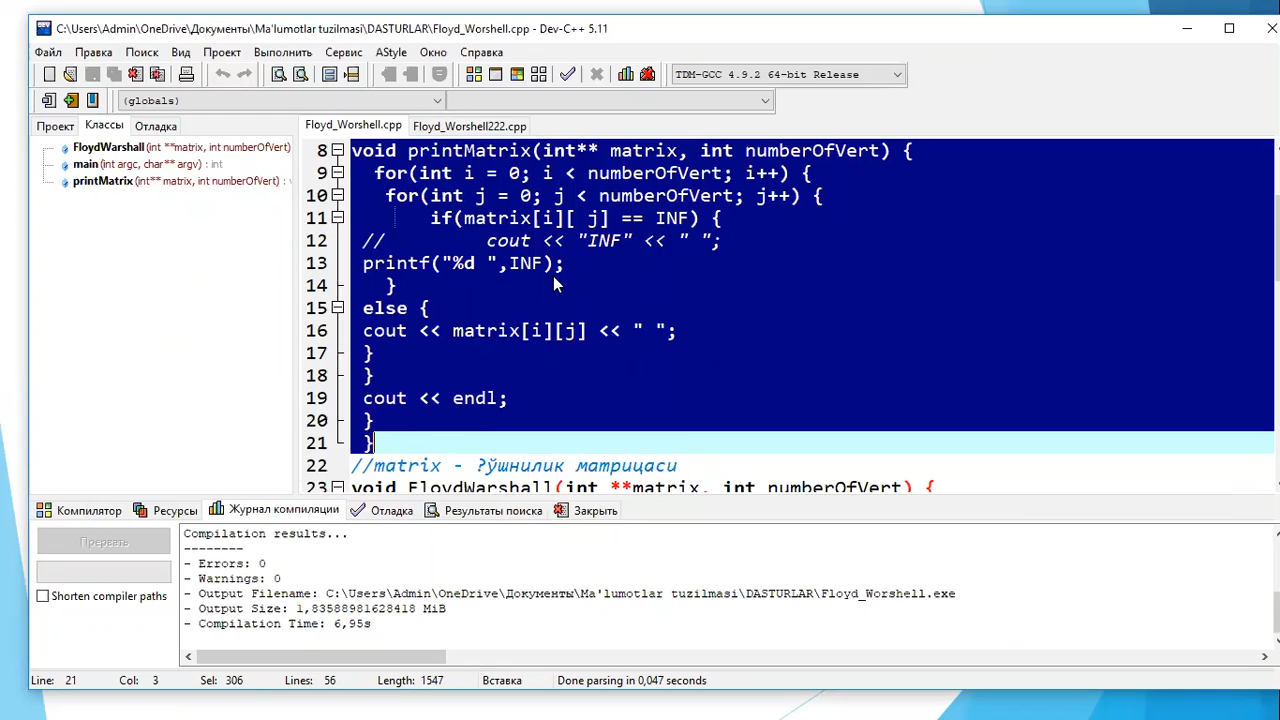 C:\Users\Admin\OneDrive\Документы\Ma'lumotlar tuzilmasi\DASTURLAR\Floyd_Worshell.cpp - Dev-C++ 5.11
Файл Правка Поиск Вид Проект Выполнить Сервис AStyle Окно Справка
TDM-GCC 4.9.2 64-bit Release
(globals)
Проект Классы Отладка
Floyd_Worshell.cpp Floyd_Worshell222.cpp
FloydWarshall (int **matrix, int numberOfVert)
main (int argc, char** argv) : int
printMatrix (int** matrix, int numberOfVert) :
8 void printMatrix(int** matrix, int numberOfVert) {
9 for(int i = 0; i < numberOfVert; i++) {
10 for(int j = 0; j < numberOfVert; j++) {
11 if(matrix[i][ j] == INF) {
12 // cout << "INF" << " ";
13 printf("%d ",INF);
14 }
15 else {
16 cout << matrix[i][j] << " ";
17 }
18 }
19 cout << endl;
20 }
21 }
22 //matrix - ?ўшнилик матрицаси
23 void FloydWarshall(int **matrix, int numberOfVert) {
Компилятор Ресурсы Журнал компиляции Отладка Результаты поиска Закрыть
Прервать
Shorten compiler paths
Compilation results...
--------
- Errors: 0
- Warnings: 0
- Output Filename: C:\Users\Admin\OneDrive\Документы\Ma'lumotlar tuzilmasi\DASTURLAR\Floyd_Worshell.exe
- Output Size: 1,83588981628418 MiB
- Compilation Time: 6,95s
Line: 21 Col: 3 Sel: 306 Lines: 56 Length: 1547 Вставка Done parsing in 0,047 seconds